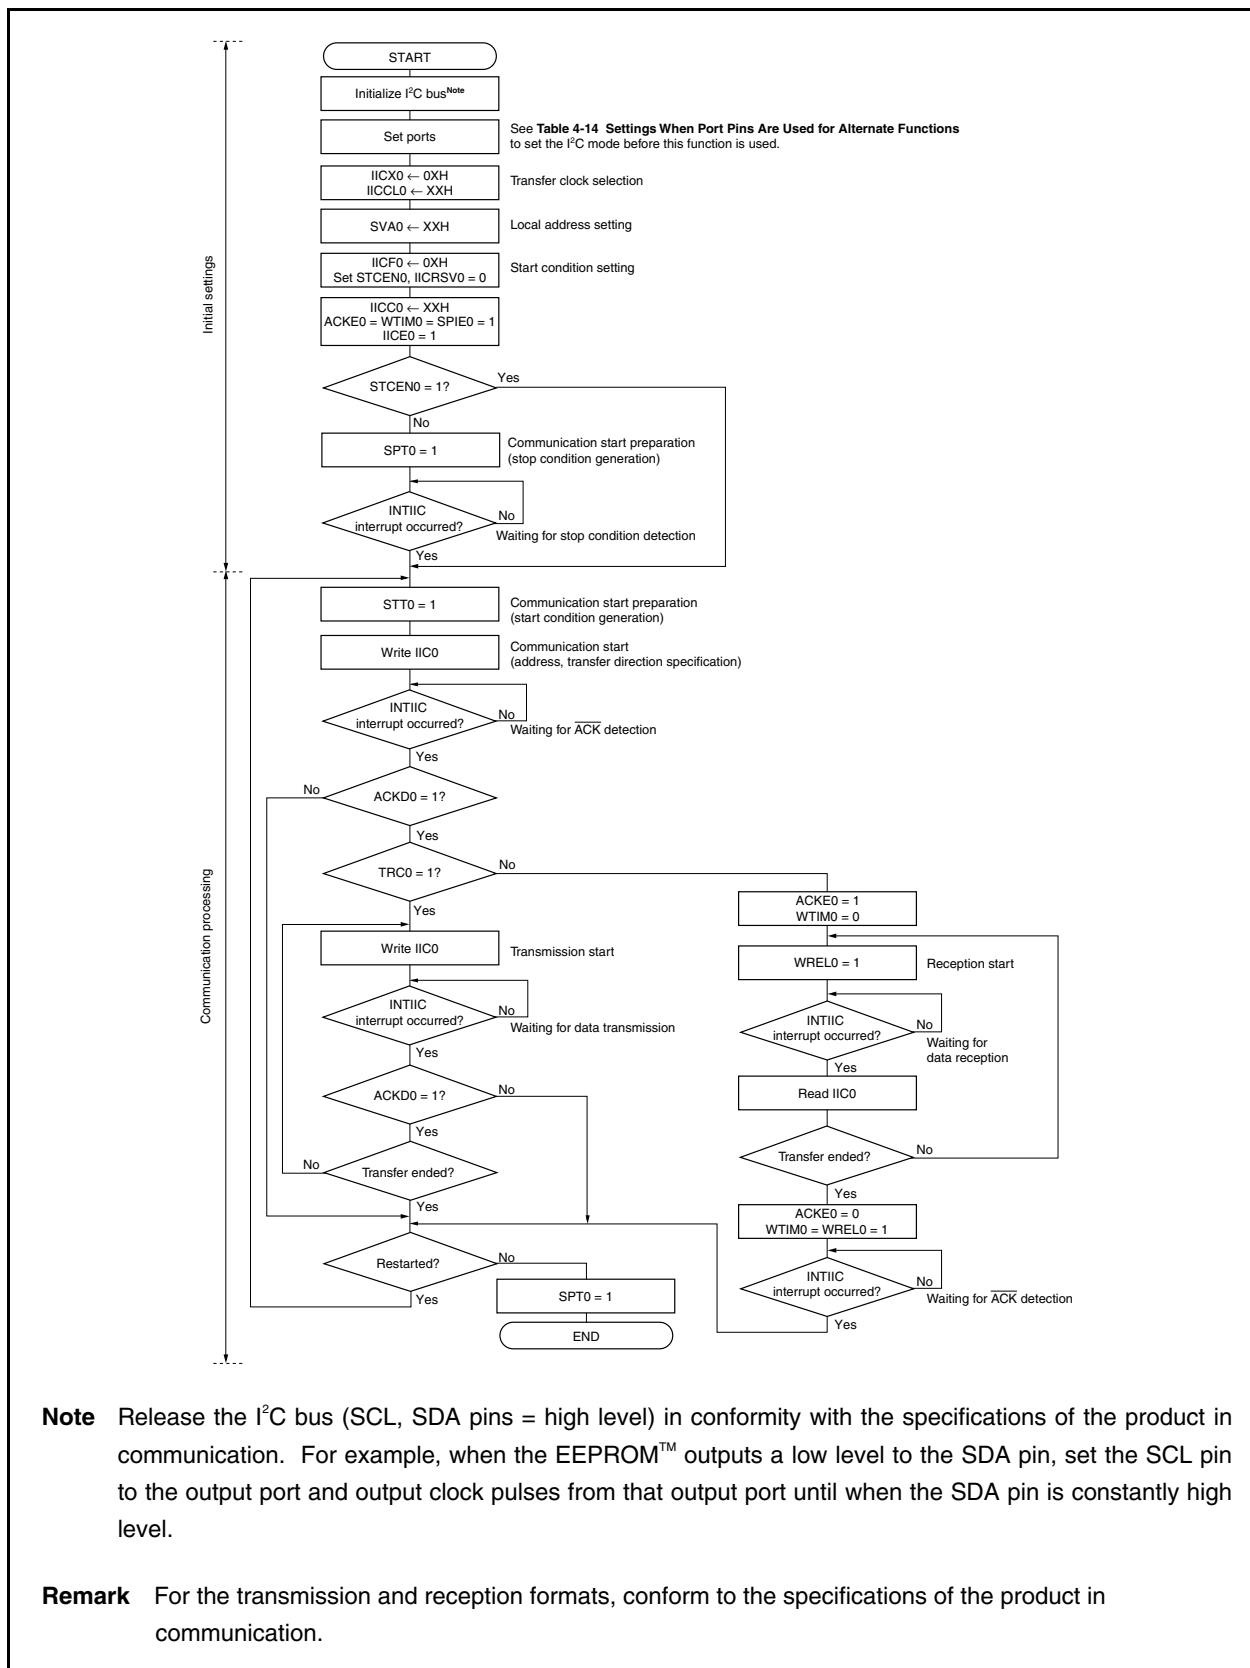 START
Initialize I²C bus Note
Set ports
See Table 4-14 Settings When Port Pins Are Used for Alternate Functions
to set the I²C mode before this function is used.
IICX0 ← 0XH
IICCL0 ← XXH
Transfer clock selection
SVA0 ← XXH
Local address setting
IICF0 ← 0XH
Set STCEN0, IICRSV0 = 0
Start condition setting
IICC0 ← XXH
ACKE0 = WTIM0 = SPIE0 = 1
IICE0 = 1
Initial settings
STCEN0 = 1?
Yes
No
SPT0 = 1
Communication start preparation
(stop condition generation)
INTIIC
interrupt occurred?
No
Waiting for stop condition detection
Yes
STT0 = 1
Communication start preparation
(start condition generation)
Write IIC0
Communication start
(address, transfer direction specification)
INTIIC
interrupt occurred?
No
Waiting for ACK detection
Yes
No
ACKD0 = 1?
Yes
TRC0 = 1?
No
Yes
Communication processing
Write IIC0
Transmission start
INTIIC
interrupt occurred?
No
Waiting for data transmission
Yes
ACKD0 = 1?
No
Yes
No
Transfer ended?
Yes
Restarted?
No
Yes
SPT0 = 1
END
ACKE0 = 1
WTIM0 = 0
WREL0 = 1
Reception start
INTIIC
interrupt occurred?
No
Waiting for
data reception
Yes
Read IIC0
Transfer ended?
No
Yes
ACKE0 = 0
WTIM0 = WREL0 = 1
INTIIC
interrupt occurred?
No
Waiting for ACK detection
Yes
Note Release the I²C bus (SCL, SDA pins = high level) in conformity with the specifications of the product in
communication. For example, when the EEPROM™ outputs a low level to the SDA pin, set the SCL pin
to the output port and output clock pulses from that output port until when the SDA pin is constantly high
level.
Remark For the transmission and reception formats, conform to the specifications of the product in
communication.